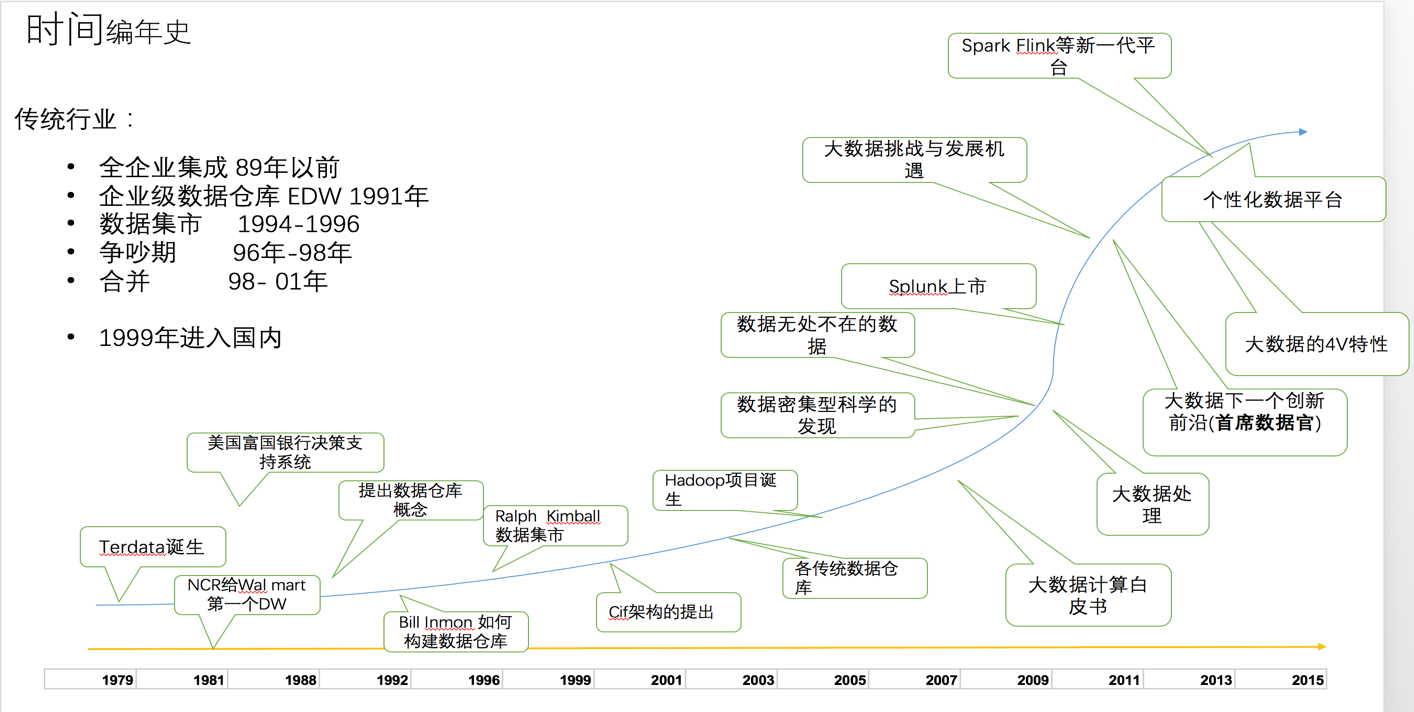 时间编年史
传统行业：
• 全企业集成 89年以前
• 企业级数据仓库 EDW 1991年
• 数据集市 1994-1996
• 争吵期 96年-98年
• 合并 98- 01年
• 1999年进入国内
Spark Flink等新一代平
台
大数据挑战与发展机
遇
个性化数据平台
Splunk上市
数据无处不在的数
据
大数据的4V特性
数据密集型科学的
发现
大数据下一个创新
前沿(首席数据官)
美国富国银行决策支
持系统
提出数据仓库
概念
Hadoop项目诞
生
大数据处
理
Ralph Kimball
数据集市
Terdata诞生
NCR给Wal mart
第一个DW
各传统数据仓
库
大数据计算白
皮书
Bill Inmon 如何
构建数据仓库
Cif架构的提出
1979 1981 1988 1992 1996 1999 2001 2003 2005 2007 2009 2011 2013 2015